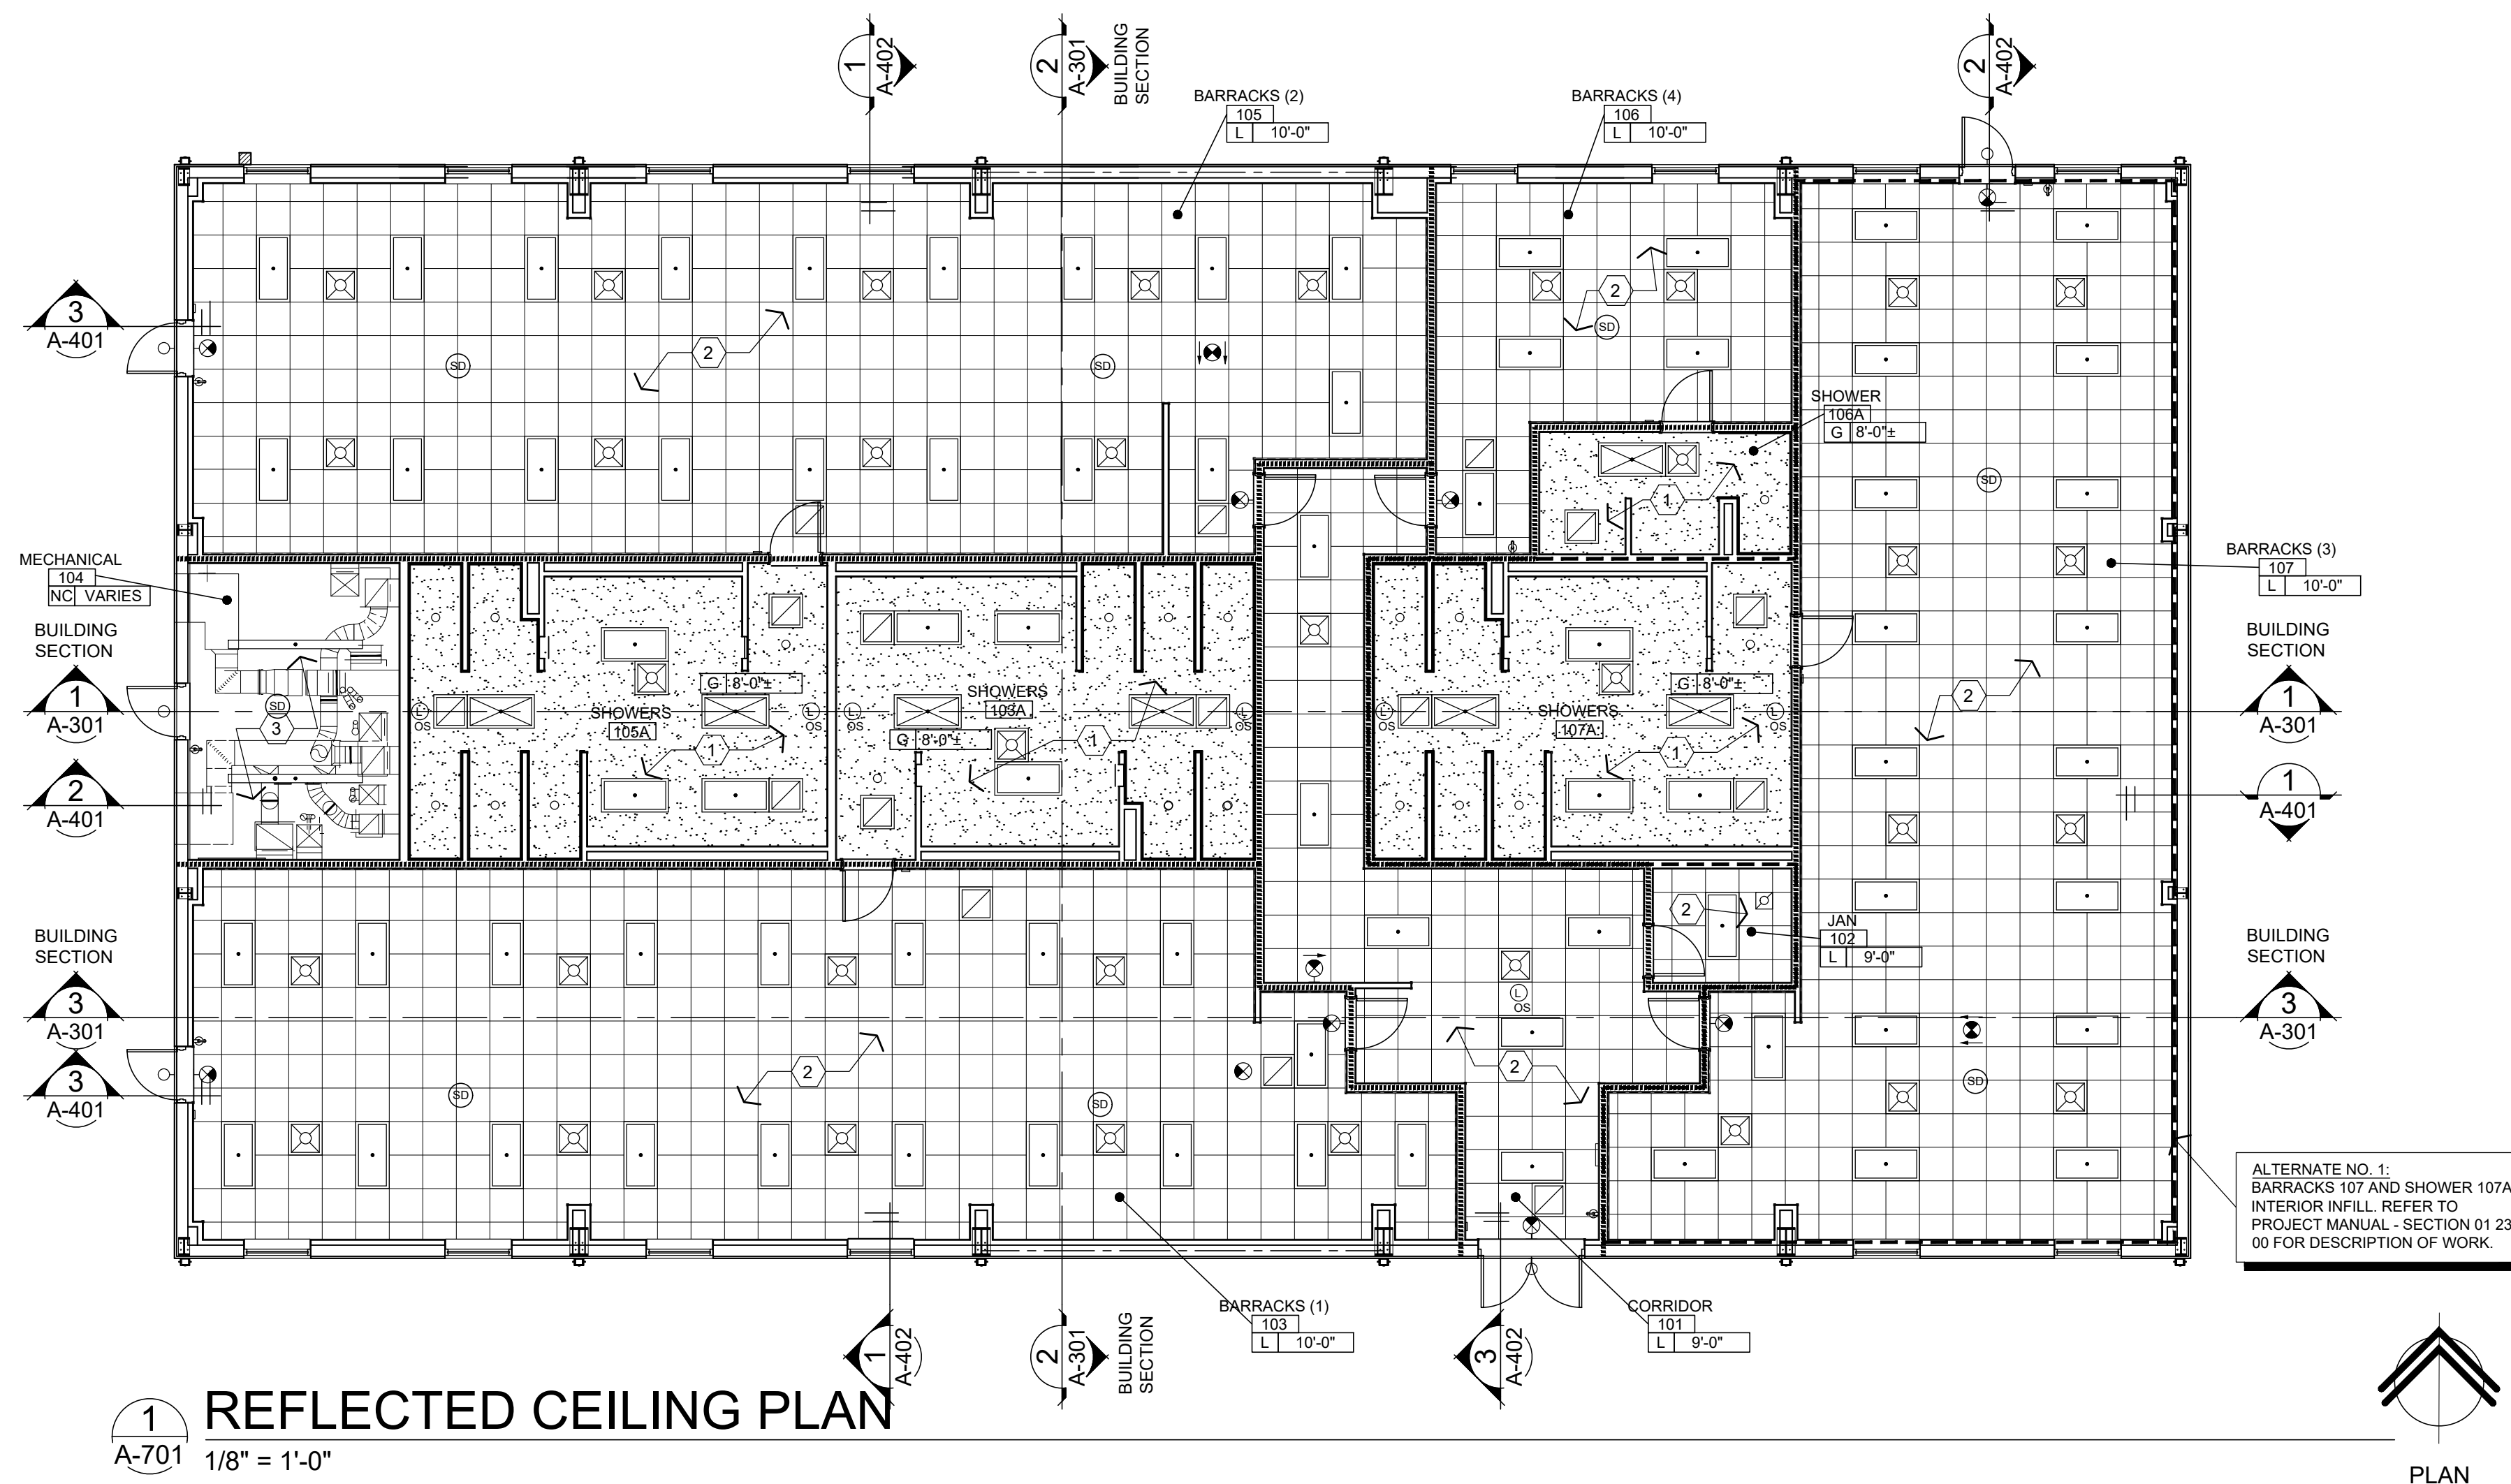 1
A-402
2
A-301
BUILDING
SECTION
2
A-402
BARRACKS (2)
105
L 10'-0"
BARRACKS (4)
106
L 10'-0"
3
A-401
2
SD
SD
2
SD
SHOWER
106A
G 8'-0"±
1
SD
MECHANICAL
104
NC VARIES
BARRACKS (3)
107
L 10'-0"
BUILDING
SECTION
1
A-301
SD
3
L
OS
SHOWERS
105A
G 8'-0"±
1
L
OS
L
OS
SHOWERS
103A
G 8'-0"±
1
L
OS
L
OS
SHOWERS
107A
G 8'-0"±
1
L
OS
2
BUILDING
SECTION
1
A-301
2
A-401
1
A-401
2
JAN
102
L 9'-0"
BUILDING
SECTION
3
A-301
L
OS
BUILDING
SECTION
3
A-301
3
A-401
2
SD
SD
2
SD
ALTERNATE NO. 1:
BARRACKS 107 AND SHOWER 107A
INTERIOR INFILL. REFER TO
PROJECT MANUAL - SECTION 01 23
00 FOR DESCRIPTION OF WORK.
BARRACKS (1)
103
L 10'-0"
CORRIDOR
101
L 9'-0"
1
A-402
2
A-301
BUILDING
SECTION
3
A-402
1
A-701
REFLECTED CEILING PLAN
1/8" = 1'-0"
PLAN